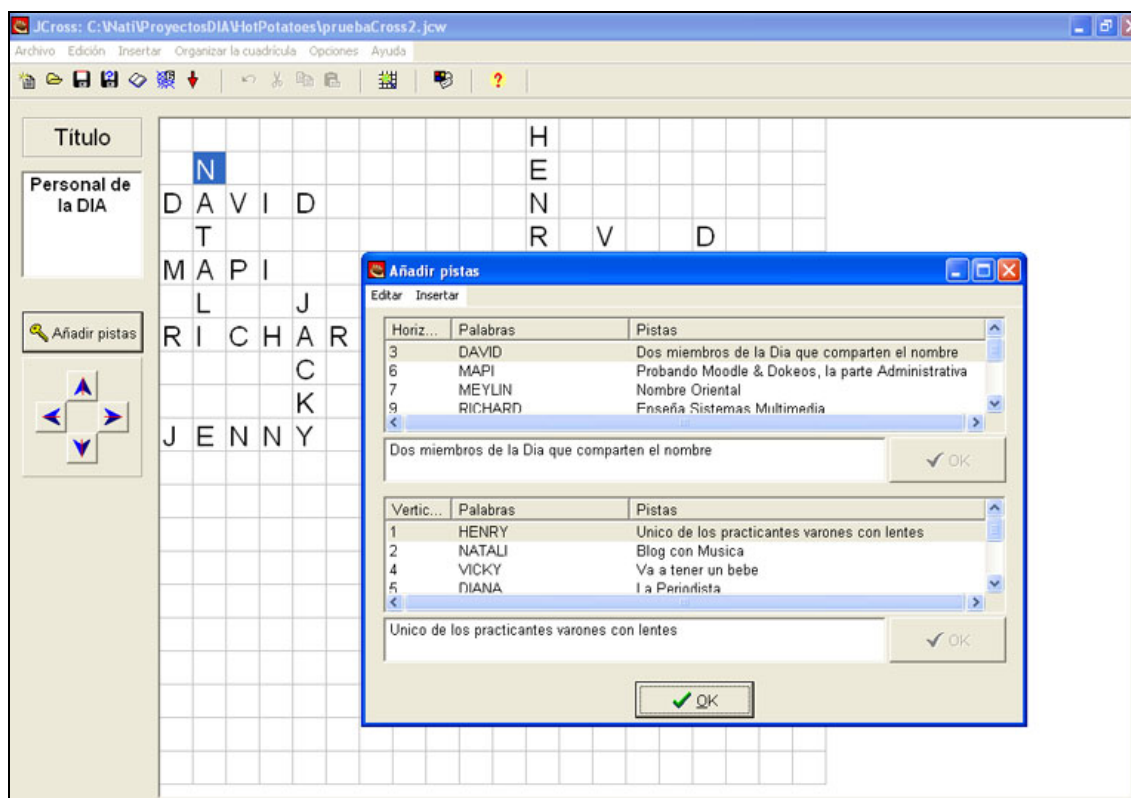 JCross: C:\Nati\ProyectosDIA\HotPotatoes\pruebaCross2.jcw
Archivo Edición Insertar Organizar la cuadrícula Opciones Ayuda
Título
Personal de
la DIA
Añadir pistas
H
N E
D A V I D N
T R V D
M A P I
L J
R I C H A R
C
K
J E N N Y
Añadir pistas
Editar Insertar
Horiz... Palabras Pistas
3 DAVID Dos miembros de la Dia que comparten el nombre
6 MAPI Probando Moodle & Dokeos, la parte Administrativa
7 MEYLIN Nombre Oriental
9 RICHARD Enseña Sistemas Multimedia
Dos miembros de la Dia que comparten el nombre
OK
Vertic... Palabras Pistas
1 HENRY Unico de los practicantes varones con lentes
2 NATALI Blog con Musica
4 VICKY Va a tener un bebe
5 DIANA La Periodista
Unico de los practicantes varones con lentes
OK
OK